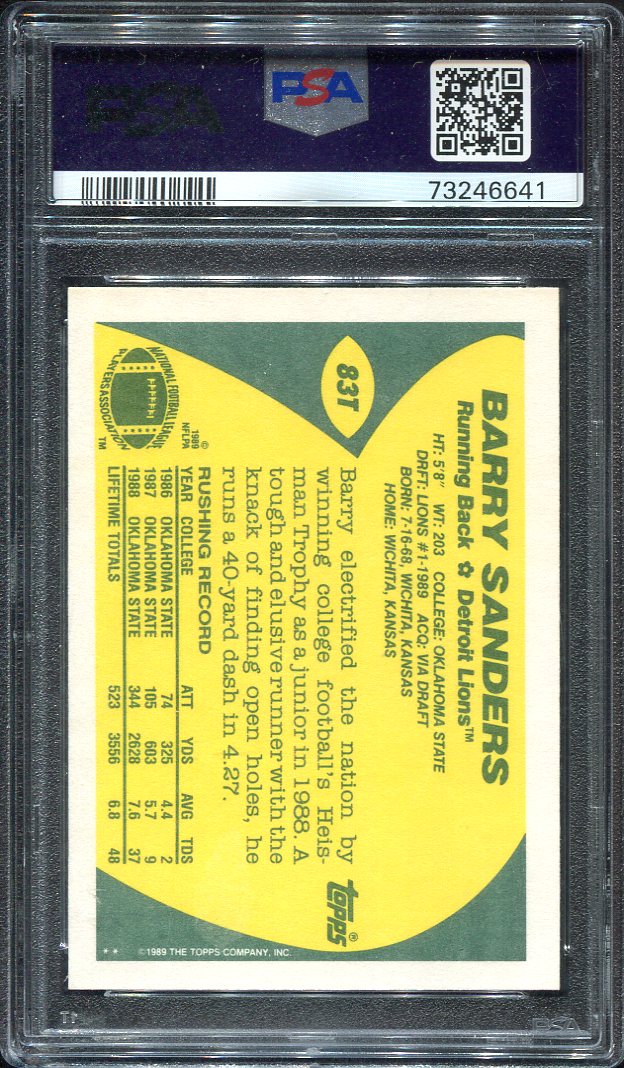 PSA
PSA
73246641
83T
BARRY SANDERS
Running Back ✿ Detroit Lions™
HT: 5'8" WT: 203 COLLEGE: OKLAHOMA STATE
DRFT: LIONS #1-1989 ACQ: VIA DRAFT
BORN: 7-16-68, WICHITA, KANSAS
HOME: WICHITA, KANSAS
Barry electrified the nation by
winning college football's Heis-
man Trophy as a junior in 1988. A
tough and elusive runner with the
knack of finding open holes, he
runs a 40-yard dash in 4.27.
topps®
NATIONAL FOOTBALL LEAGUE
PLAYERS ASSOCIATION
™
©
1989
NFLPA
RUSHING RECORD
YEAR COLLEGE ATT YDS AVG TDS
1986 OKLAHOMA STATE 74 325 4.4 2
1987 OKLAHOMA STATE 105 603 5.7 9
1988 OKLAHOMA STATE 344 2628 7.6 37
LIFETIME TOTALS 523 3556 6.8 48
** ©1989 THE TOPPS COMPANY, INC.
PSA